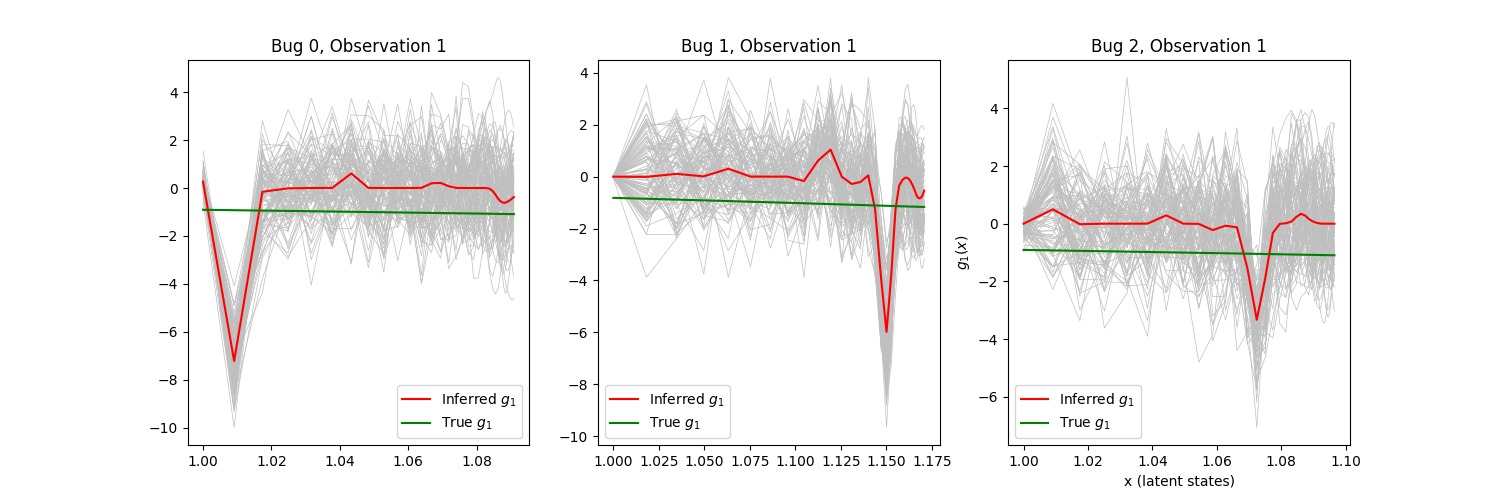 Bug 0, Observation 1
4
2
0
−2
−4
−6
−8
−10
1.00 1.02 1.04 1.06 1.08
Inferred g₁
True g₁
Bug 1, Observation 1
4
2
0
−2
−4
−6
−8
−10
1.000 1.025 1.050 1.075 1.100 1.125 1.150 1.175
Inferred g₁
True g₁
Bug 2, Observation 1
g₁(x)
4
2
0
−2
−4
−6
1.00 1.02 1.04 1.06 1.08 1.10
x (latent states)
Inferred g₁
True g₁